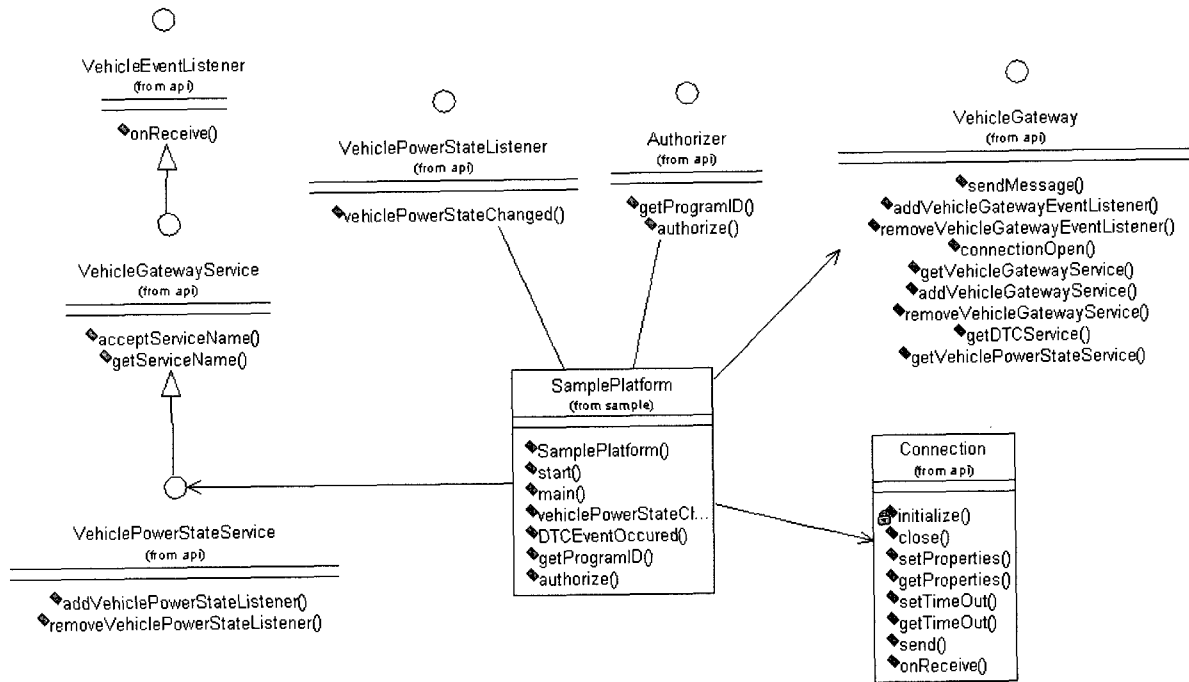 VehicleEventListener
(from api)
onReceive()
VehicleGatewayService
(from api)
acceptServiceName()
getServiceName()
VehiclePowerStateService
(from api)
addVehiclePowerStateListener()
removeVehiclePowerStateListener()
VehiclePowerStateListener
(from api)
vehiclePowerStateChanged()
Authorizer
(from api)
getProgramID()
authorize()
VehicleGateway
(from api)
sendMessage()
addVehicleGatewayEventListener()
removeVehicleGatewayEventListener()
connectionOpen()
getVehicleGatewayService()
addVehicleGatewayService()
removeVehicleGatewayService()
getDTCService()
getVehiclePowerStateService()
SamplePlatform
(from sample)
SamplePlatform()
start()
main()
vehiclePowerStateCl...
DTCEventOccured()
getProgramID()
authorize()
Connection
(from api)
initialize()
close()
setProperties()
getProperties()
setTimeOut()
getTimeOut()
send()
onReceive()